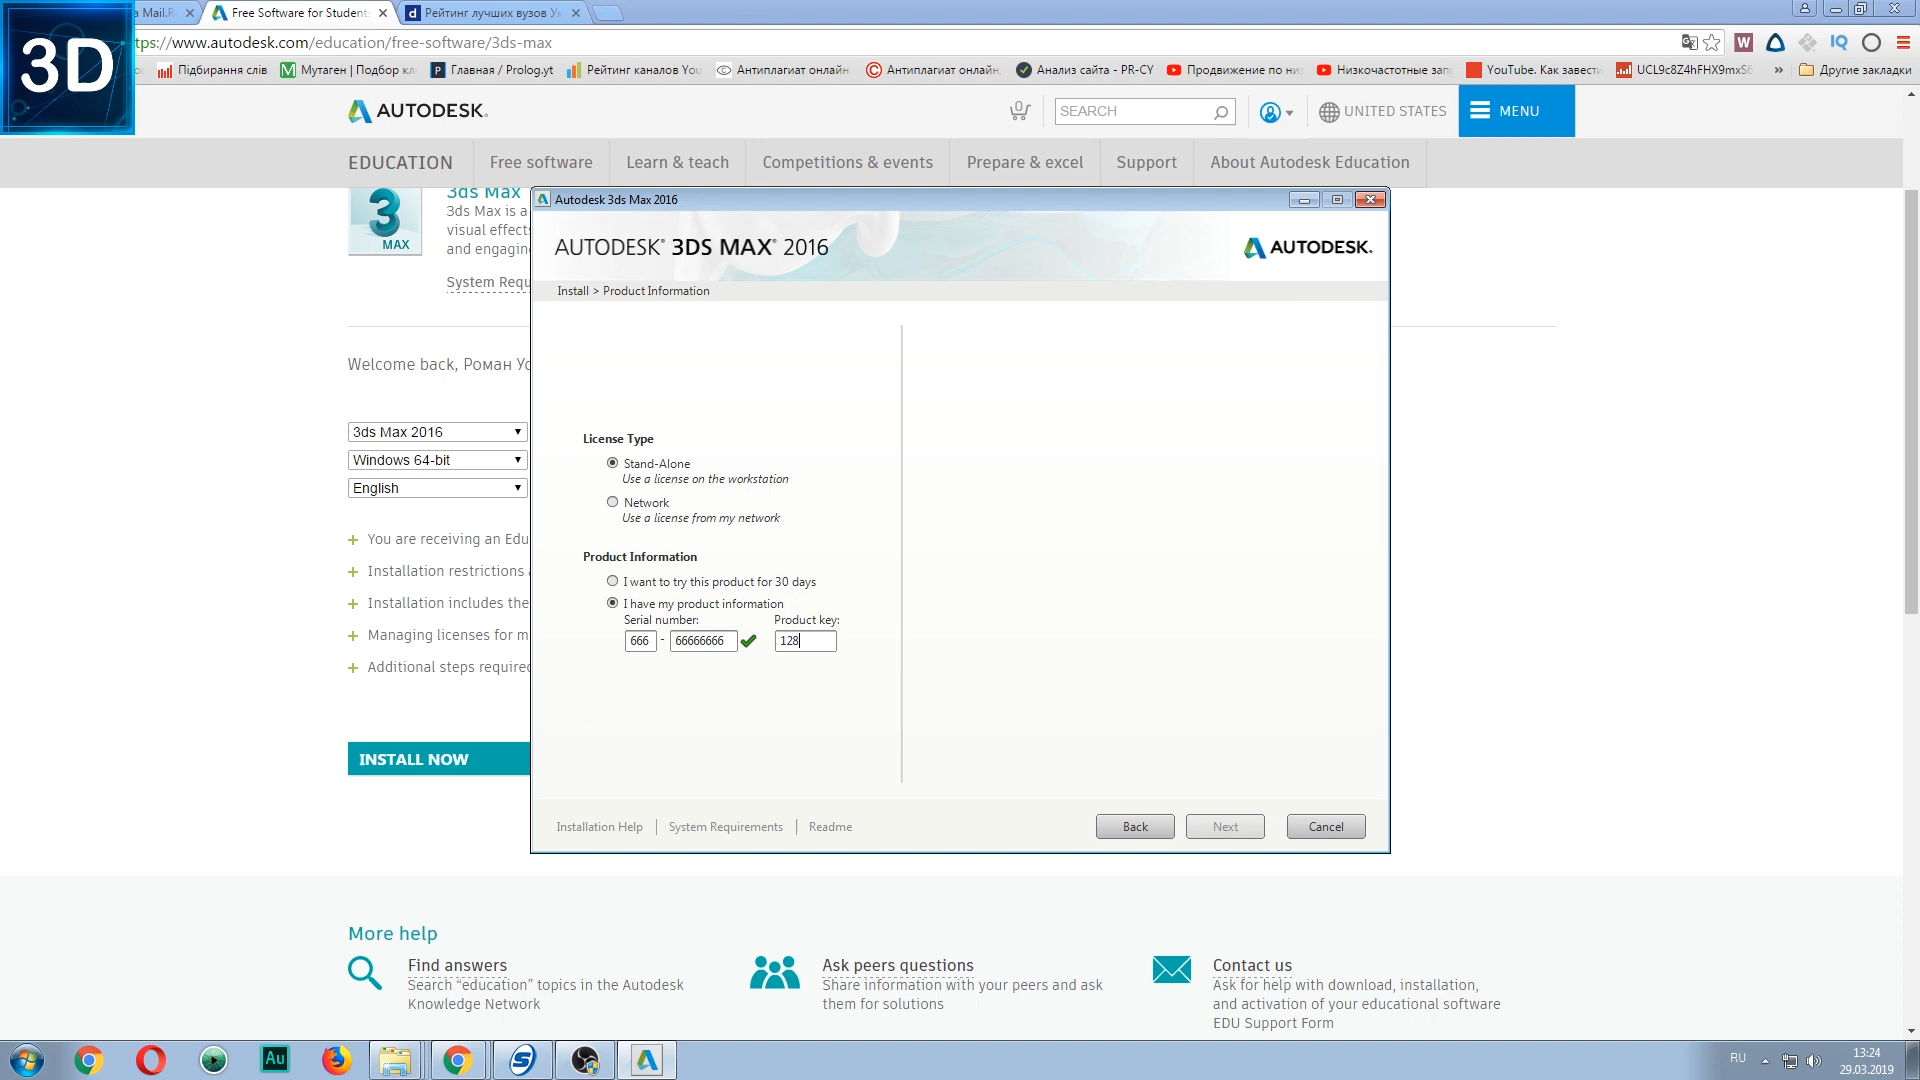 3D
a Mail.R
Free Software for Student
Рейтинг лучших вузов Ук
tps://www.autodesk.com/education/free-software/3ds-max
Підбирання слів
Мутаген | Подбор кл
Главная / Prolog.yt
Рейтинг каналов You
Антиплагиат онлайн
Антиплагиат онлайн,
Анализ сайта - PR-CY
Продвижение по ни
Низкочастотные зап
YouTube. Как завести
UCL9c8Z4hFHX9mxS6
»
Другие закладки
AUTODESK.
0
SEARCH
UNITED STATES
MENU
EDUCATION
Free software
Learn & teach
Competitions & events
Prepare & excel
Support
About Autodesk Education
3
MAX
3ds Max
3ds Max is a
visual effects
and engagin
System Requ
Welcome back, Роман Ус
3ds Max 2016
Windows 64-bit
English
You are receiving an Edu
Installation restrictions a
Installation includes the
Managing licenses for m
Additional steps required
INSTALL NOW
Autodesk 3ds Max 2016
AUTODESK® 3DS MAX® 2016
AUTODESK.
Install > Product Information
License Type
Stand-Alone
Use a license on the workstation
Network
Use a license from my network
Product Information
I want to try this product for 30 days
I have my product information
Serial number:
Product key:
666 - 66666666
128
Installation Help
System Requirements
Readme
Back
Next
Cancel
More help
Find answers
Search “education” topics in the Autodesk
Knowledge Network
Ask peers questions
Share information with your peers and ask
them for solutions
Contact us
Ask for help with download, installation,
and activation of your educational software
EDU Support Form
Au
RU
13:24
29.03.2019